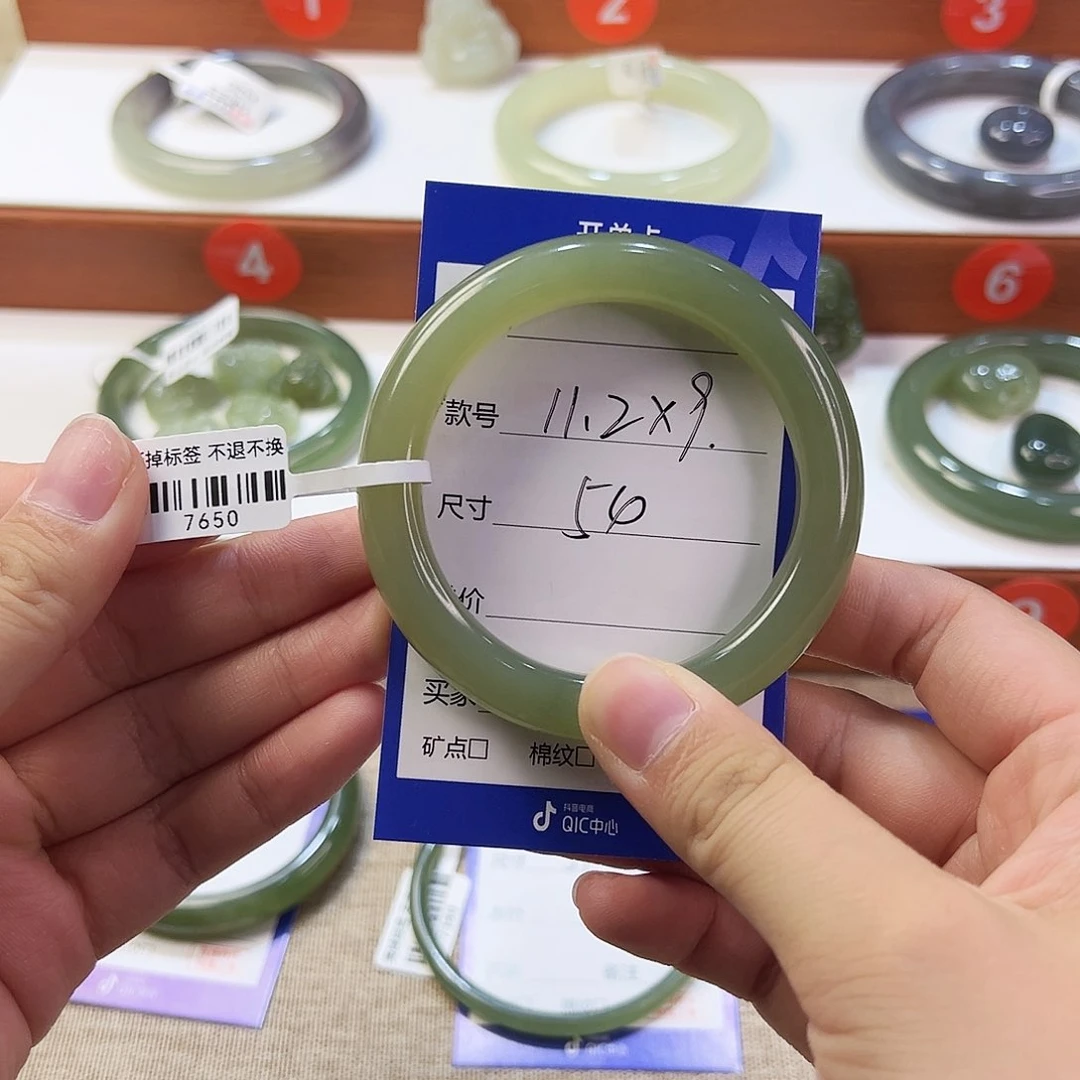 1
2
3
4
6
开单卡
款号 11.2×9.
尺寸 56
价
掉标签 不退不换
7650
买家
矿点□ 棉纹□
抖音电商
QIC中心